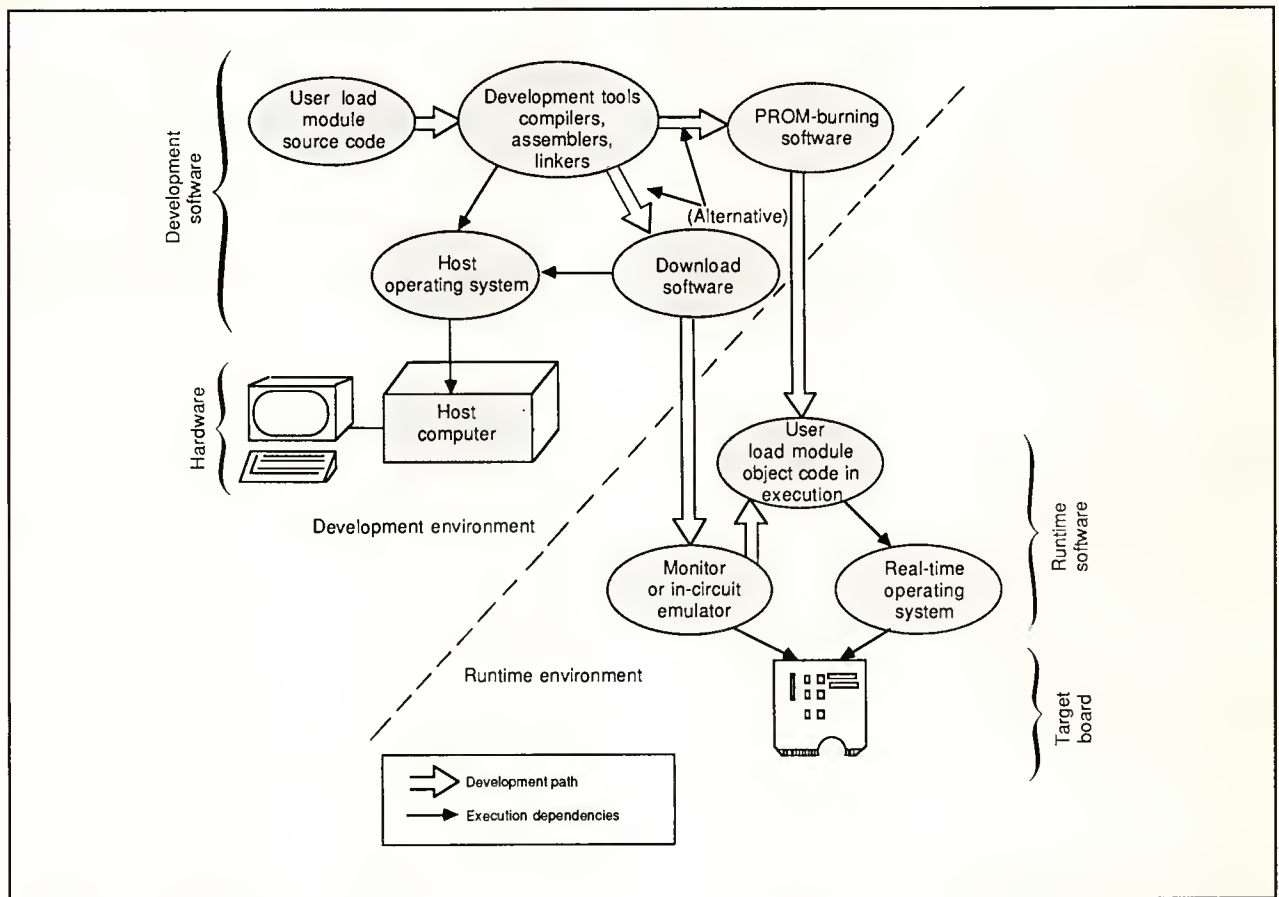 Development
software
User load
module
source code
Development tools
compilers,
assemblers,
linkers
PROM-burning
software
(Alternative)
Host
operating system
Download
software
Hardware
Host
computer
User
load module
object code in
execution
Development environment
Monitor
or in-circuit
emulator
Real-time
operating
system
Runtime
software
Runtime environment
Target
board
Development path
Execution dependencies